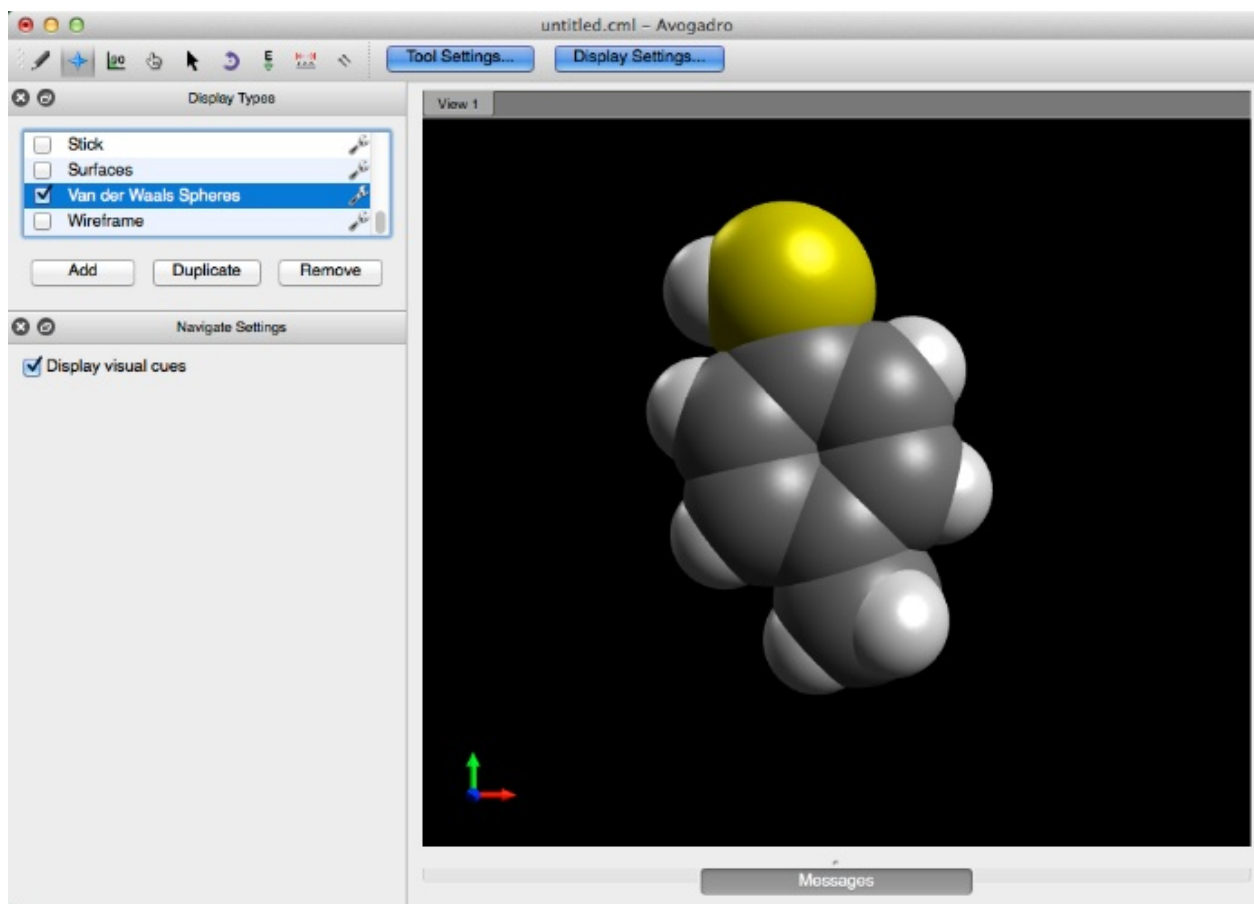 untitled.cml – Avogadro
90
E
Tool Settings...
Display Settings...
Display Types
View 1
Stick
Surfaces
Van der Waals Spheres
Wireframe
Add
Duplicate
Remove
Navigate Settings
Display visual cues
Messages